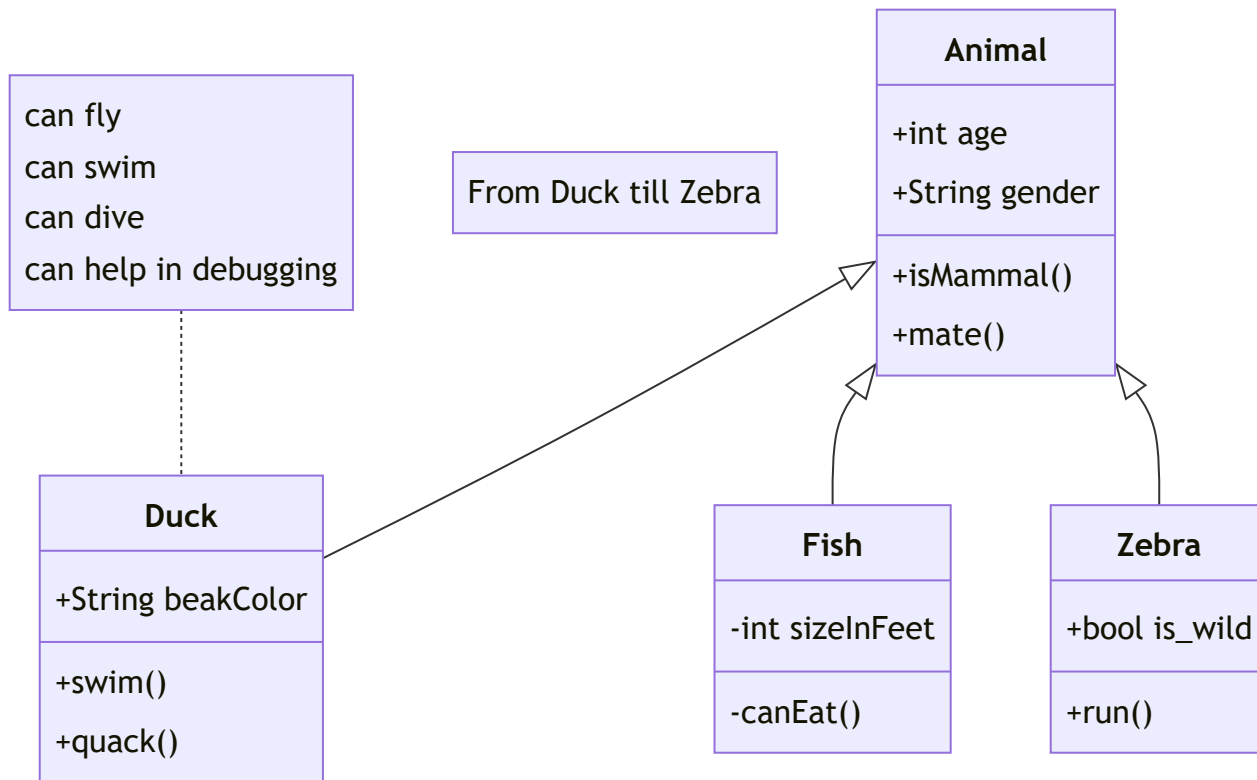 can fly
can swim
can dive
can help in debugging
From Duck till Zebra
Animal
+int age
+String gender
+isMammal()
+mate()
Duck
+String beakColor
+swim()
+quack()
Fish
-int sizeInFeet
-canEat()
Zebra
+bool is_wild
+run()